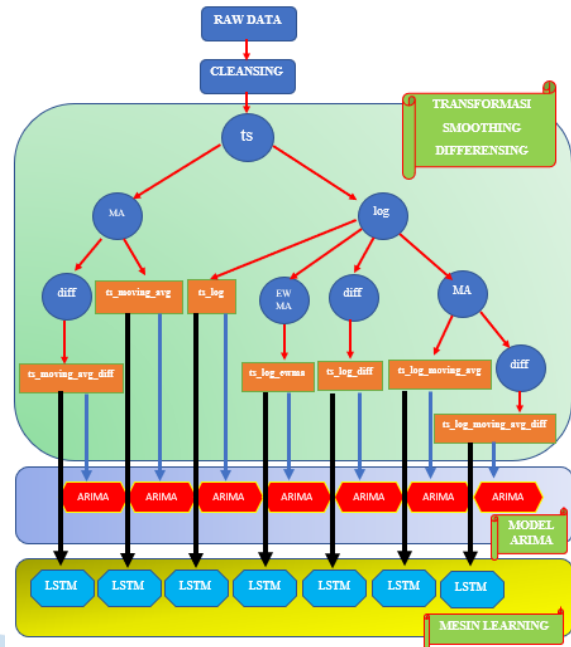 RAW DATA
CLEANSING
TRANSFORMASI
SMOOTHING
DIFFERENSING
ts
MA
log
diff
ts_moving_avg
ts_log
EW
MA
diff
MA
ts_moving_avg_diff
ts_log_ewma
ts_log_diff
ts_log_moving_avg
diff
ts_log_moving_avg_diff
ARIMA
ARIMA
ARIMA
ARIMA
ARIMA
ARIMA
ARIMA
MODEL
ARIMA
LSTM
LSTM
LSTM
LSTM
LSTM
LSTM
LSTM
MESIN LEARNING